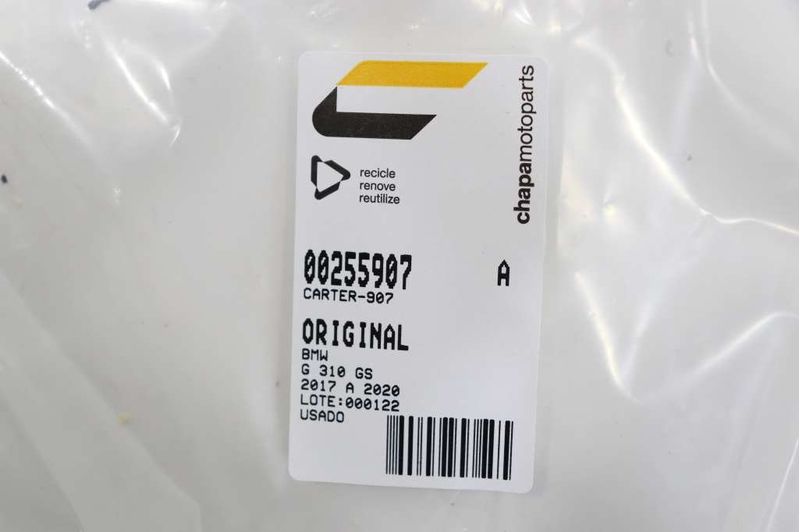 chapamotoparts
recicle
renove
reutilize
00255907 A
CARTER-907
ORIGINAL
BMW
G 310 GS
2017 A 2020
LOTE:000122
USADO